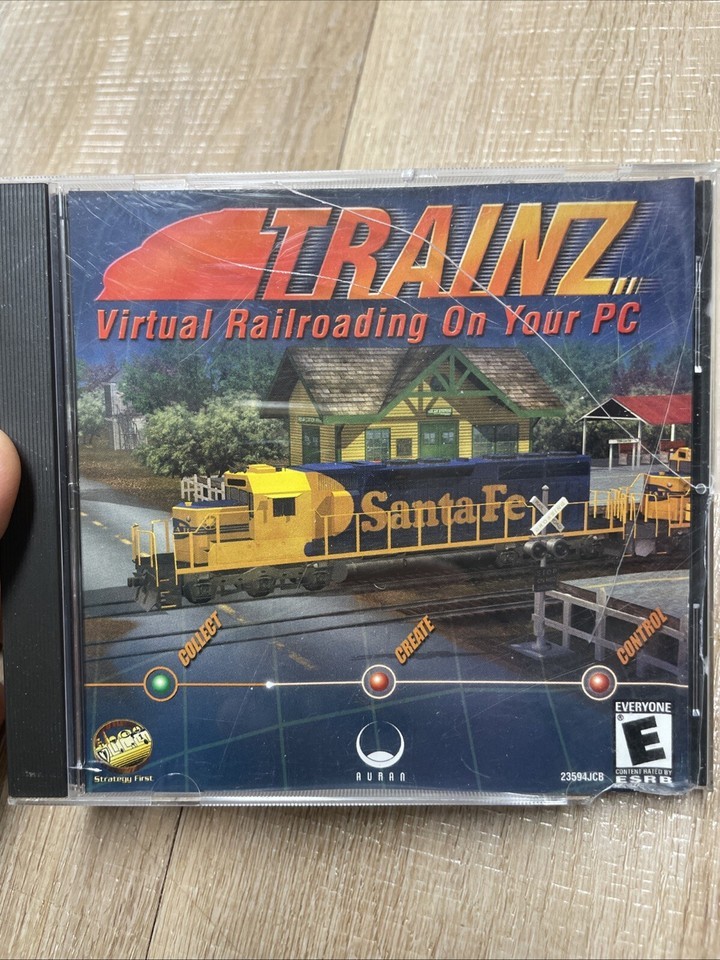 TRAINZ
Virtual Railroading On Your PC
Santa Fe
COLLECT
CREATE
CONTROL
Strategy First
AURAN
23594JCB
EVERYONE
E
CONTENT RATED BY
ESRB